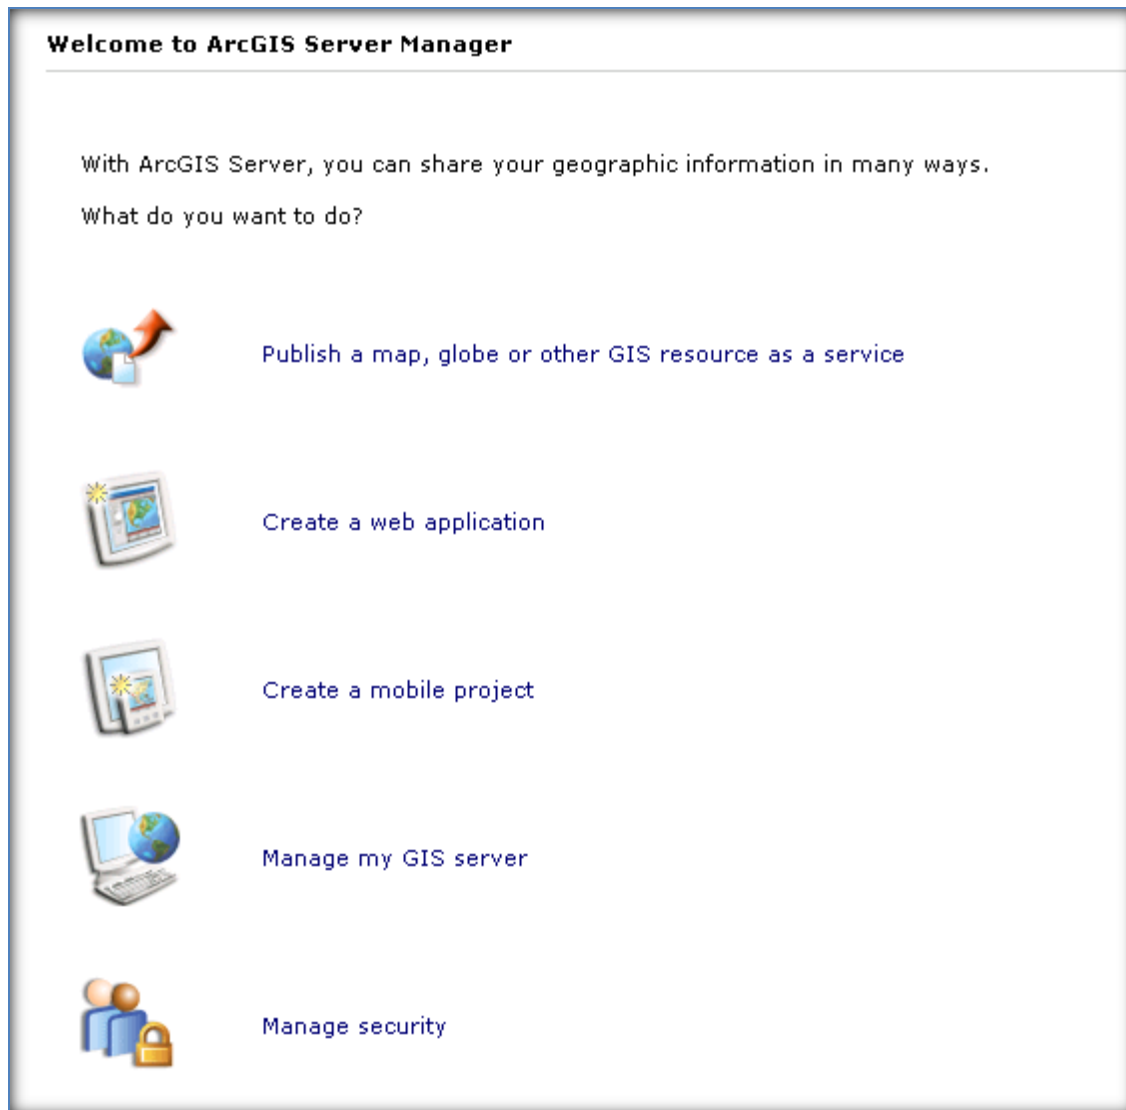 Welcome to ArcGIS Server Manager
With ArcGIS Server, you can share your geographic information in many ways.
What do you want to do?
Publish a map, globe or other GIS resource as a service
Create a web application
Create a mobile project
Manage my GIS server
Manage security